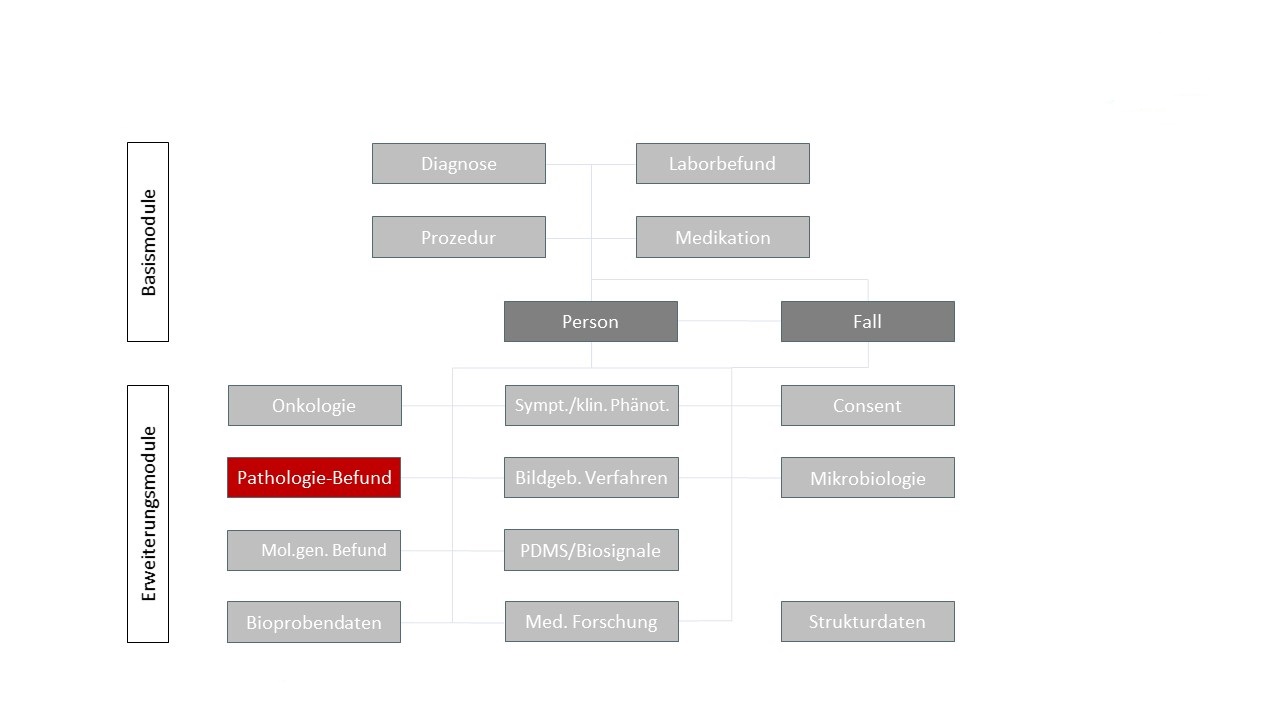 Basismodule
Diagnose
Laborbefund
Prozedur
Medikation
Person
Fall
Erweiterungsmodule
Onkologie
Sympt./klin. Phänot.
Consent
Pathologie-Befund
Bildgeb. Verfahren
Mikrobiologie
Mol.gen. Befund
PDMS/Biosignale
Bioprobendaten
Med. Forschung
Strukturdaten